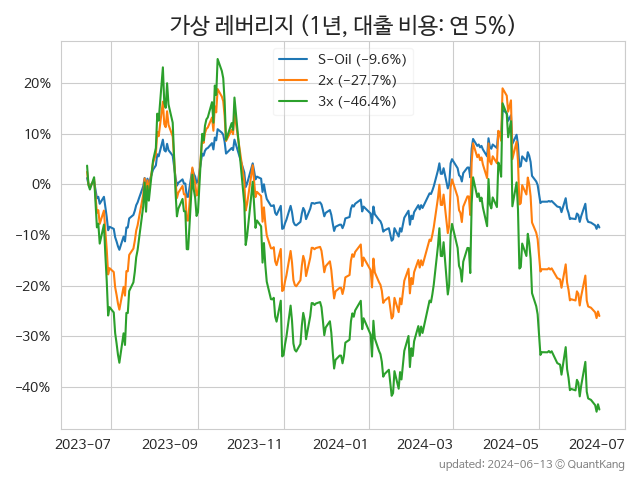 가상 레버리지 (1년, 대출 비용: 연 5%)
S-Oil (-9.6%)
2x (-27.7%)
3x (-46.4%)
20%
10%
0%
-10%
-20%
-30%
-40%
2023-07 2023-09 2023-11 2024-01 2024-03 2024-05 2024-07
updated: 2024-06-13 © QuantKang